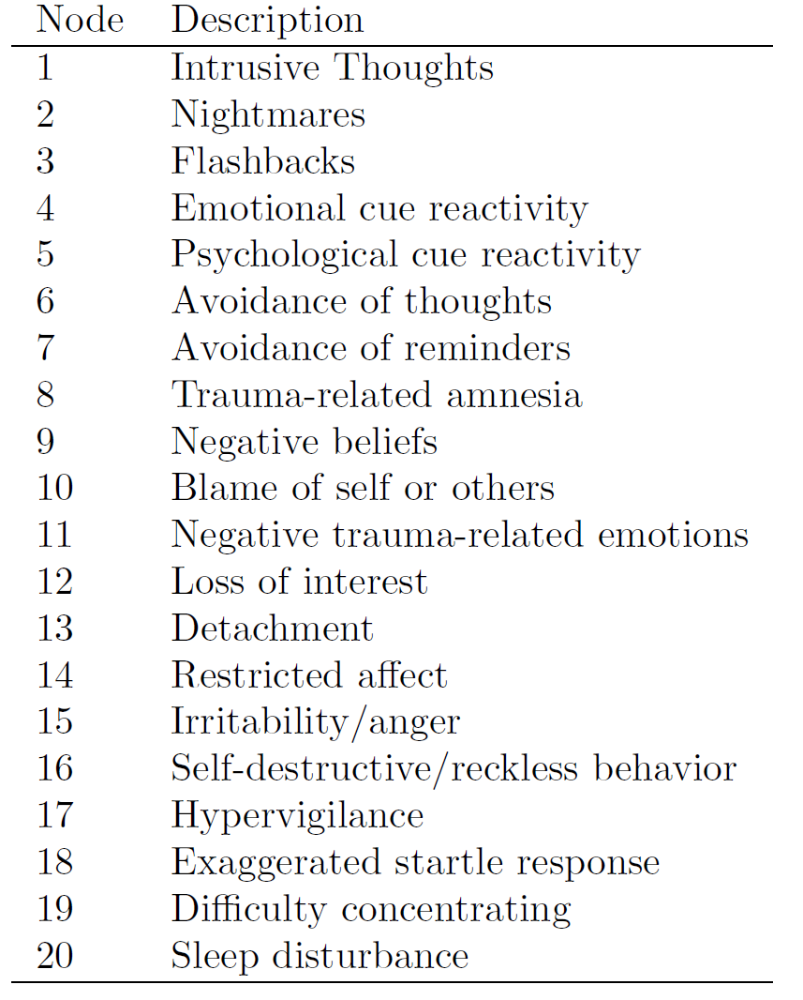 Node Description
1 Intrusive Thoughts
2 Nightmares
3 Flashbacks
4 Emotional cue reactivity
5 Psychological cue reactivity
6 Avoidance of thoughts
7 Avoidance of reminders
8 Trauma-related amnesia
9 Negative beliefs
10 Blame of self or others
11 Negative trauma-related emotions
12 Loss of interest
13 Detachment
14 Restricted affect
15 Irritability/anger
16 Self-destructive/reckless behavior
17 Hypervigilance
18 Exaggerated startle response
19 Difficulty concentrating
20 Sleep disturbance